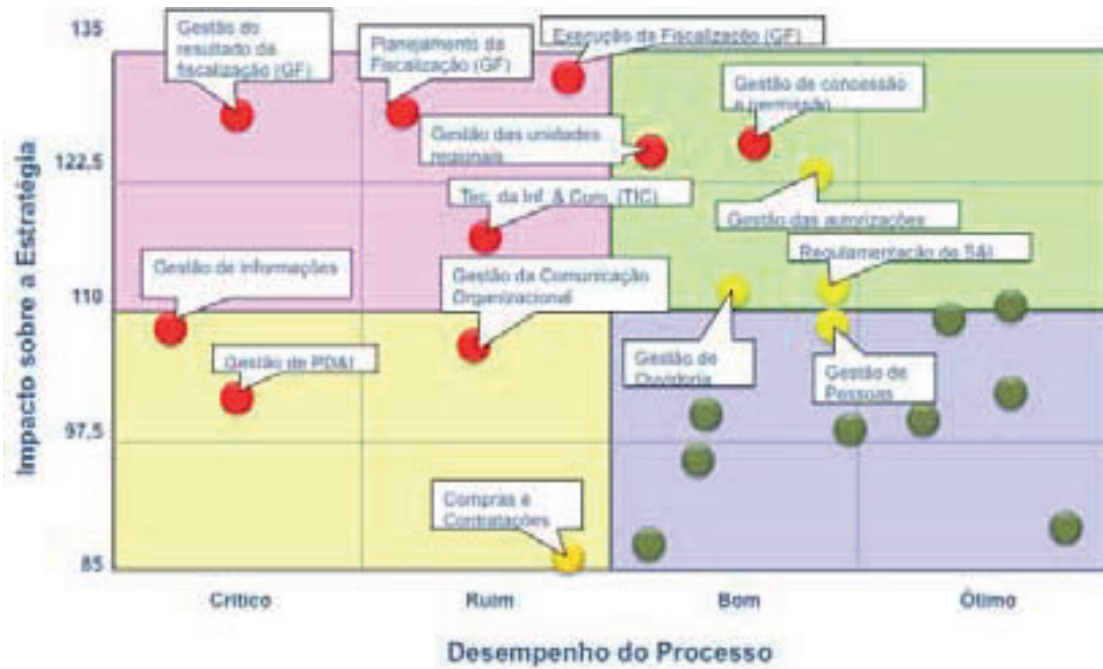 135
Gestão do
resultado da
fiscalização (GF)
Planejamento da
Fiscalização (GF)
Execução da Fiscalização (GF)
Gestão de concessão
e permissão
Gestão das unidades
regionais
122,5
Tec. da Inf. & Com. (TIC)
Gestão das autorizações
Regulamentação de S&I
Gestão de Informações
Gestão da Comunicação
Organizacional
110
Gestão de PD&I
Gestão de
Ouvidoria
Gestão de
Pessoas
97,5
Compras e
Contratações
85
Impacto sobre a Estratégia
Crítico
Ruim
Bom
Ótimo
Desempenho do Processo